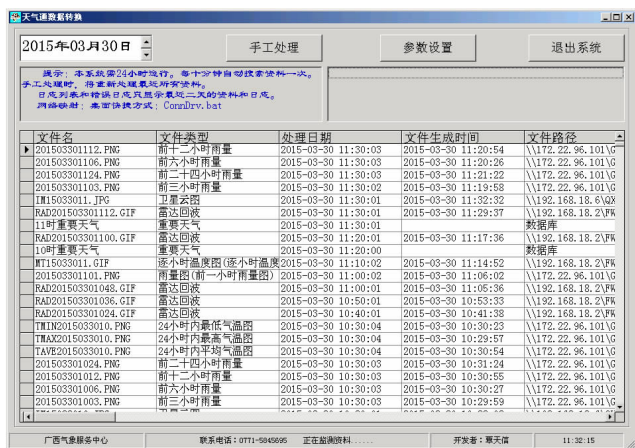 天气通数据转换
2015年03月30日
手工处理
参数设置
退出系统
提示：本系统需24小时运行。每十分钟自动搜索资料一次。
手工处理时，将重新处理最近所有资料。
日志列表和错误日志只显示最近二天的资料和日志。
网络映射：桌面快捷方式：ConnDrv.bat
文件名 文件类型 处理日期 文件生成时间 文件路径
201503301112.PNG 前十二小时雨量 2015-03-30 11:30:03 2015-03-30 11:20:54 \\172.22.96.101\G
201503301106.PNG 前六小时雨量 2015-03-30 11:30:03 2015-03-30 11:20:26 \\172.22.96.101\G
201503301124.PNG 前二十四小时雨量 2015-03-30 11:30:03 2015-03-30 11:21:22 \\172.22.96.101\G
201503301103.PNG 前三小时雨量 2015-03-30 11:30:02 2015-03-30 11:19:58 \\172.22.96.101\G
IM15033011.JPG 卫星云图 2015-03-30 11:30:01 2015-03-30 11:32:32 \\192.168.18.6\QX
RAD201503301112.GIF 雷达回波 2015-03-30 11:30:01 2015-03-30 11:29:37 \\192.168.18.2\FW
11时重要天气 重要天气 2015-03-30 11:30:01 数据库
RAD201503301100.GIF 雷达回波 2015-03-30 11:20:01 2015-03-30 11:17:36 \\192.168.18.2\FW
10时重要天气 重要天气 2015-03-30 11:20:00 数据库
MT15033011.GIF 逐小时温度图(逐小时温度 2015-03-30 11:10:02 2015-03-30 11:14:52 \\192.168.18.2\FW
201503301101.PNG 雨量图(前一小时雨量图) 2015-03-30 11:00:02 2015-03-30 11:06:02 \\172.22.96.101\G
RAD201503301048.GIF 雷达回波 2015-03-30 11:00:01 2015-03-30 11:05:36 \\192.168.18.2\FW
RAD201503301036.GIF 雷达回波 2015-03-30 10:50:01 2015-03-30 10:53:33 \\192.168.18.2\FW
RAD201503301024.GIF 雷达回波 2015-03-30 10:40:01 2015-03-30 10:41:38 \\192.168.18.2\FW
TMIN2015033010.PNG 24小时内最低气温图 2015-03-30 10:30:04 2015-03-30 10:30:23 \\172.22.96.101\G
TMAX2015033010.PNG 24小时内最高气温图 2015-03-30 10:30:04 2015-03-30 10:29:57 \\172.22.96.101\G
TAVE2015033010.PNG 24小时内平均气温图 2015-03-30 10:30:04 2015-03-30 10:30:54 \\172.22.96.101\G
201503301024.PNG 前二十四小时雨量 2015-03-30 10:30:03 2015-03-30 10:31:24 \\172.22.96.101\G
201503301012.PNG 前十二小时雨量 2015-03-30 10:30:03 2015-03-30 10:30:55 \\172.22.96.101\G
201503301006.PNG 前六小时雨量 2015-03-30 10:30:03 2015-03-30 10:30:27 \\172.22.96.101\G
201503301003.PNG 前三小时雨量 2015-03-30 10:30:03 2015-03-30 10:29:59 \\172.22.96.101\G
广西气象服务中心 联系电话：0771-5845695 正在监测资料...... 开发者：覃天信 11:32:15